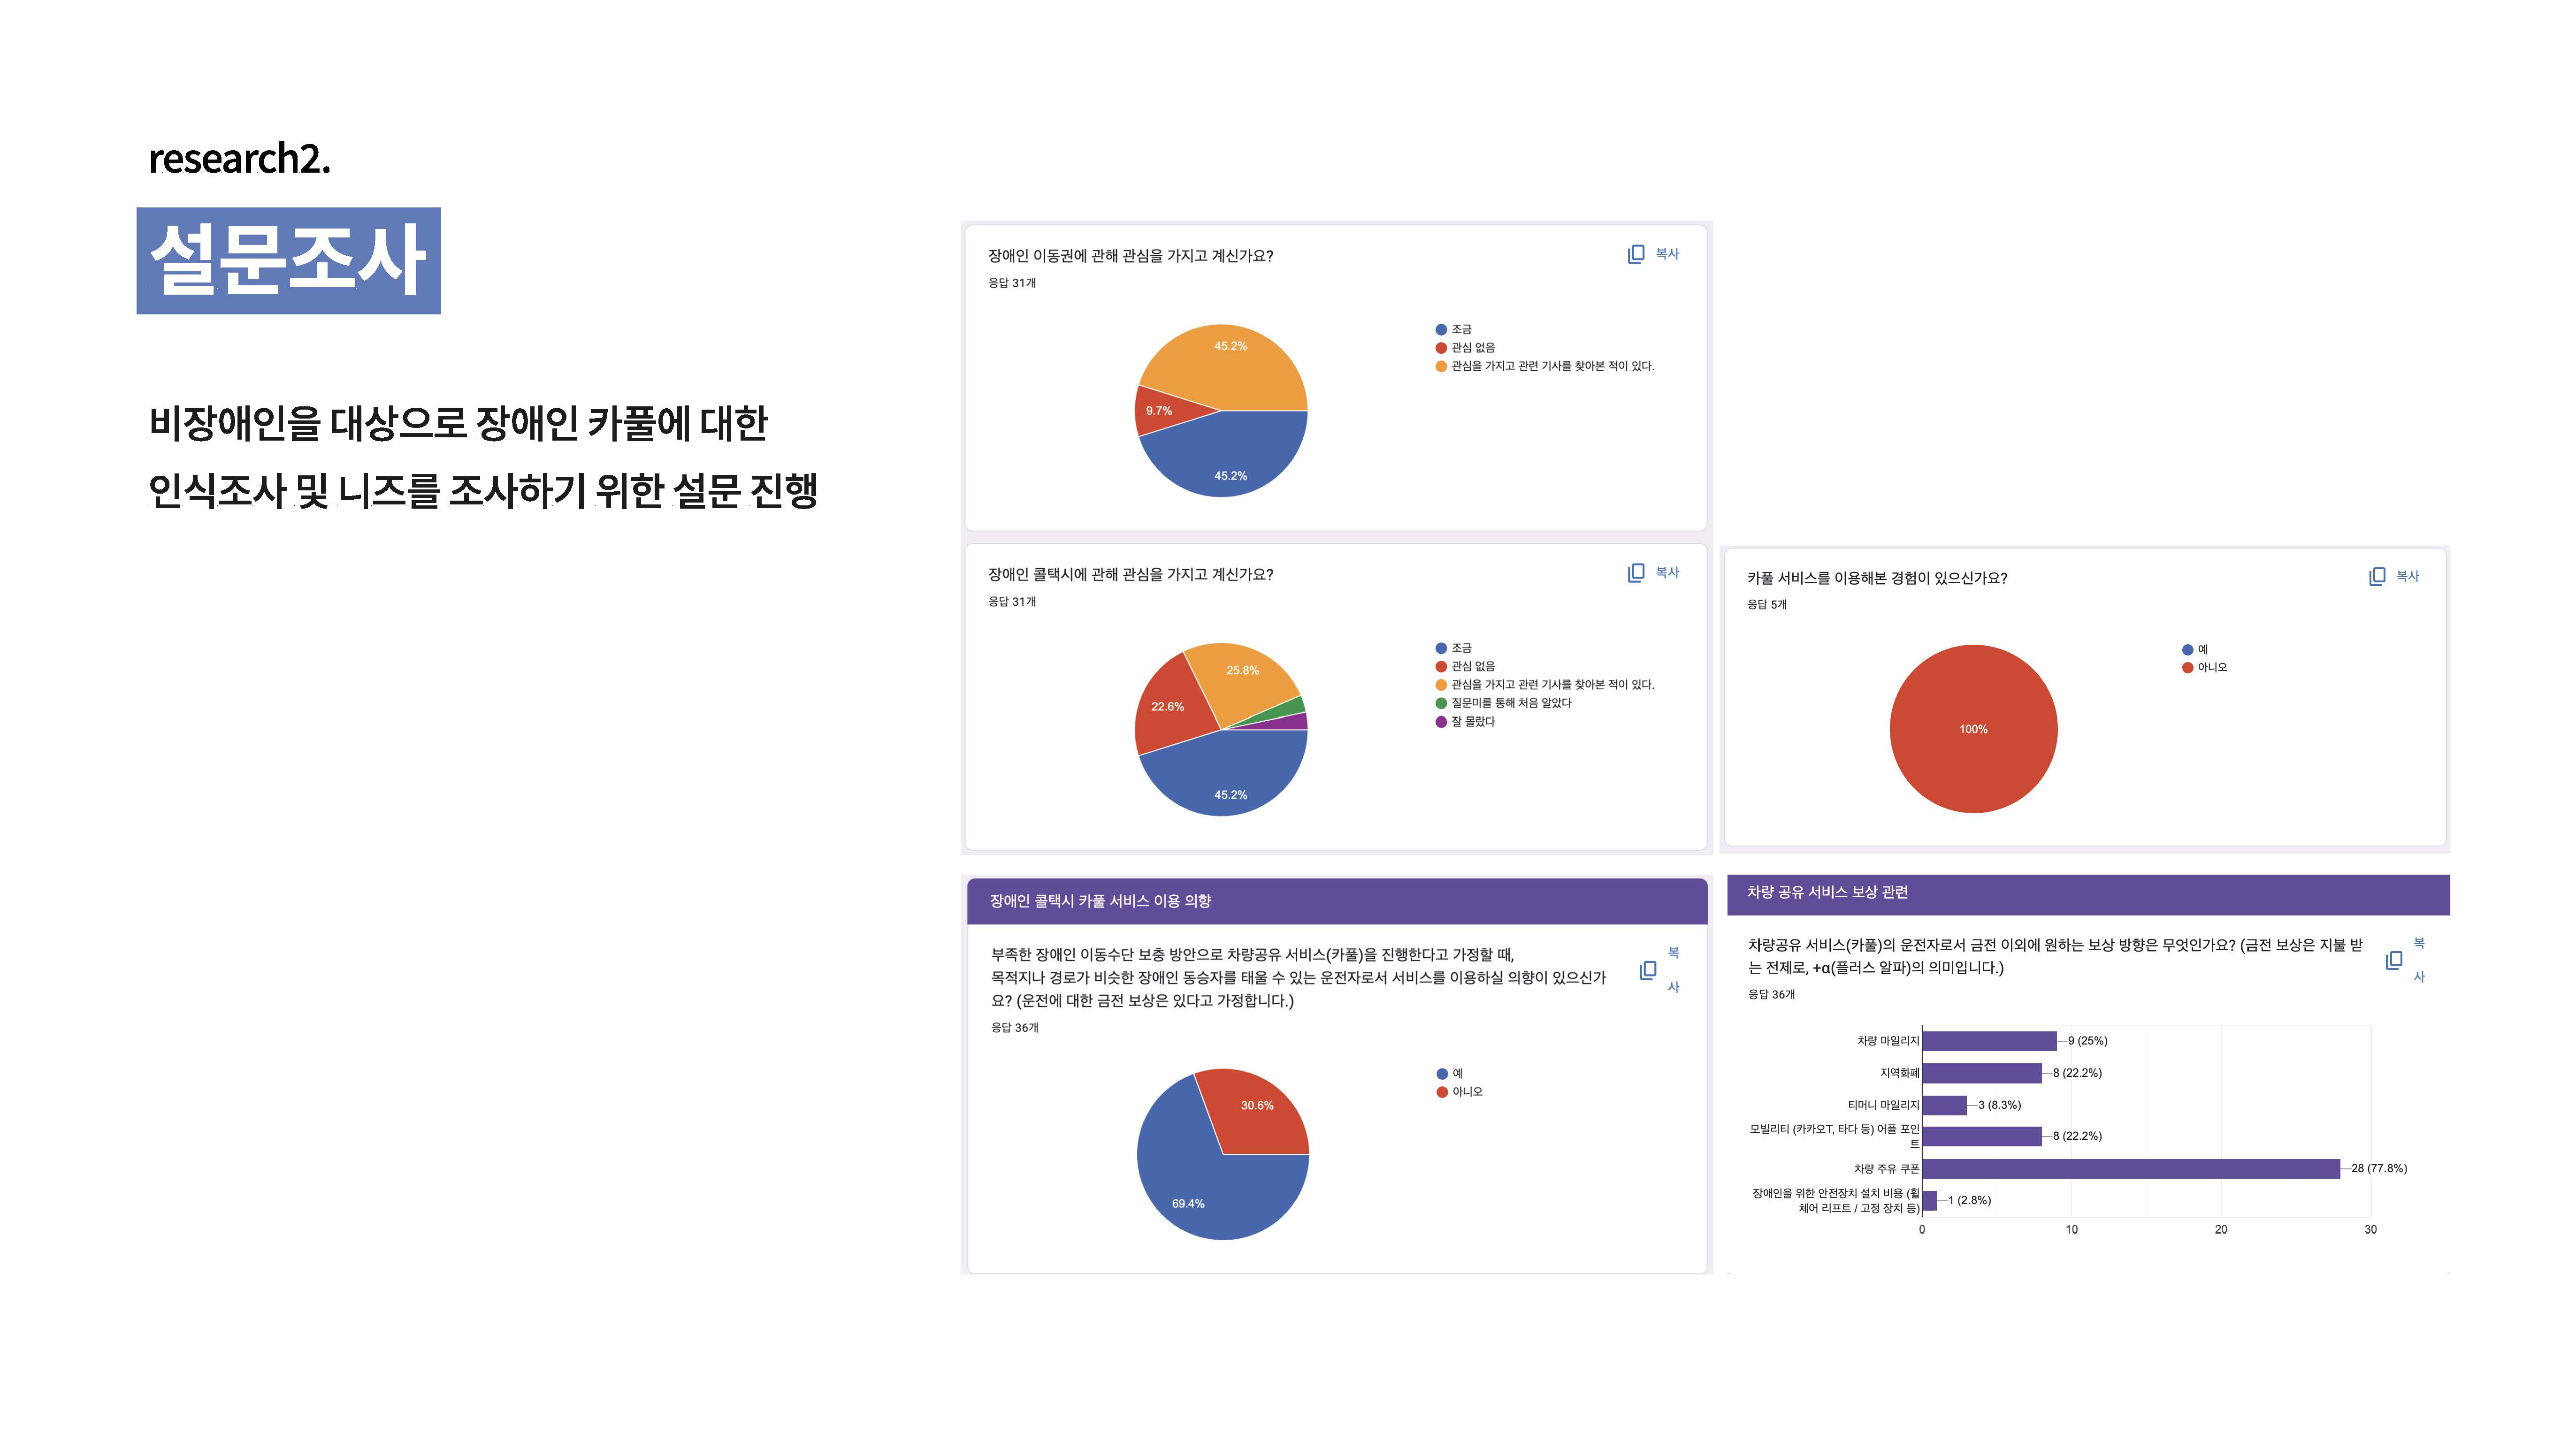 research2.
설문조사
비장애인을 대상으로 장애인 카풀에 대한
인식조사 및 니즈를 조사하기 위한 설문 진행
장애인 이동권에 관해 관심을 가지고 계신가요?
복사
응답 31개
45.2%
9.7%
45.2%
조금
관심 없음
관심을 가지고 관련 기사를 찾아본 적이 있다.
장애인 콜택시에 관해 관심을 가지고 계신가요?
복사
응답 31개
25.8%
22.6%
45.2%
조금
관심 없음
관심을 가지고 관련 기사를 찾아본 적이 있다.
질문미를 통해 처음 알았다
잘 몰랐다
카풀 서비스를 이용해본 경험이 있으신가요?
복사
응답 5개
100%
예
아니오
장애인 콜택시 카풀 서비스 이용 의향
부족한 장애인 이동수단 보충 방안으로 차량공유 서비스(카풀)을 진행한다고 가정할 때,
목적지나 경로가 비슷한 장애인 동승자를 태울 수 있는 운전자로서 서비스를 이용하실 의향이 있으신가
요? (운전에 대한 금전 보상은 있다고 가정합니다.)
복
사
응답 36개
30.6%
69.4%
예
아니오
차량 공유 서비스 보상 관련
차량공유 서비스(카풀)의 운전자로서 금전 이외에 원하는 보상 방향은 무엇인가요? (금전 보상은 지불 받
는 전제로, +α(플러스 알파)의 의미입니다.)
복
사
응답 36개
차량 마일리지
9 (25%)
지역화폐
8 (22.2%)
티머니 마일리지
3 (8.3%)
모빌리티 (카카오T, 타다 등) 어플 포인
트
8 (22.2%)
차량 주유 쿠폰
28 (77.8%)
장애인을 위한 안전장치 설치 비용 (휠
체어 리프트 / 고정 장치 등)
1 (2.8%)
0
10
20
30